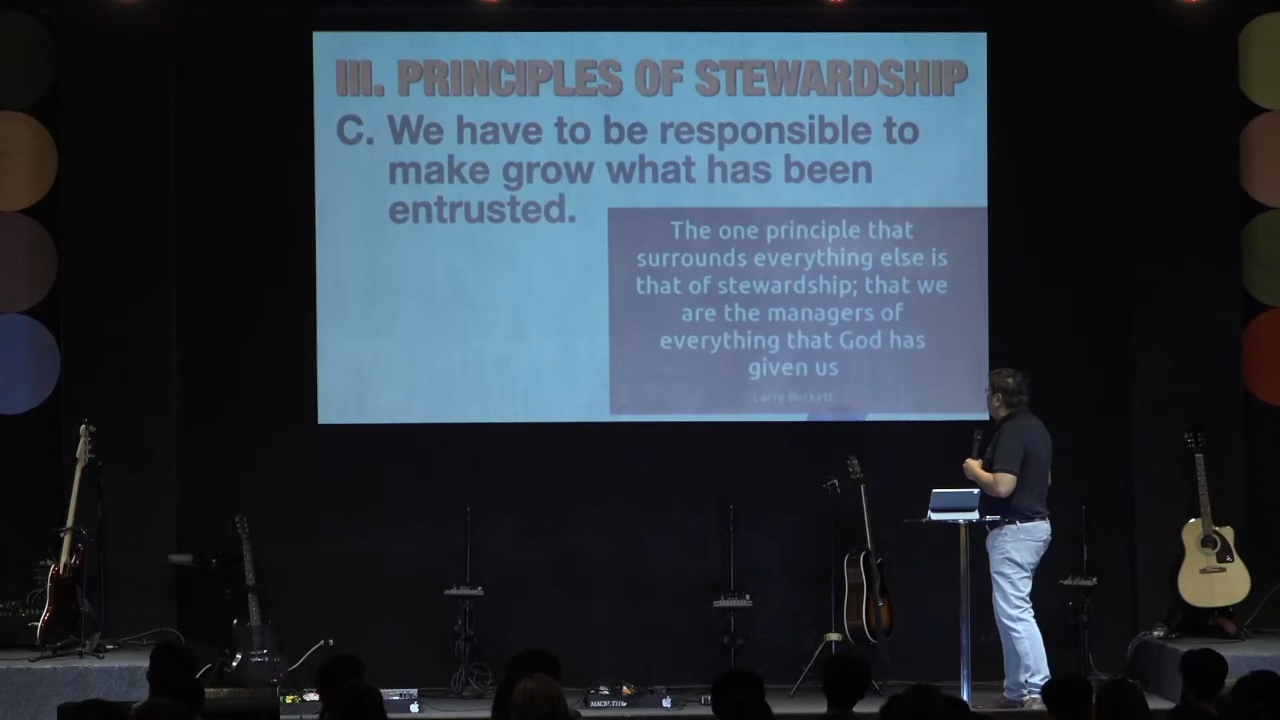 III. PRINCIPLES OF STEWARDSHIP
C. We have to be responsible to
make grow what has been
entrusted.
The one principle that
surrounds everything else is
that of stewardship; that we
are the managers of
everything that God has
given us
Larry Burkett